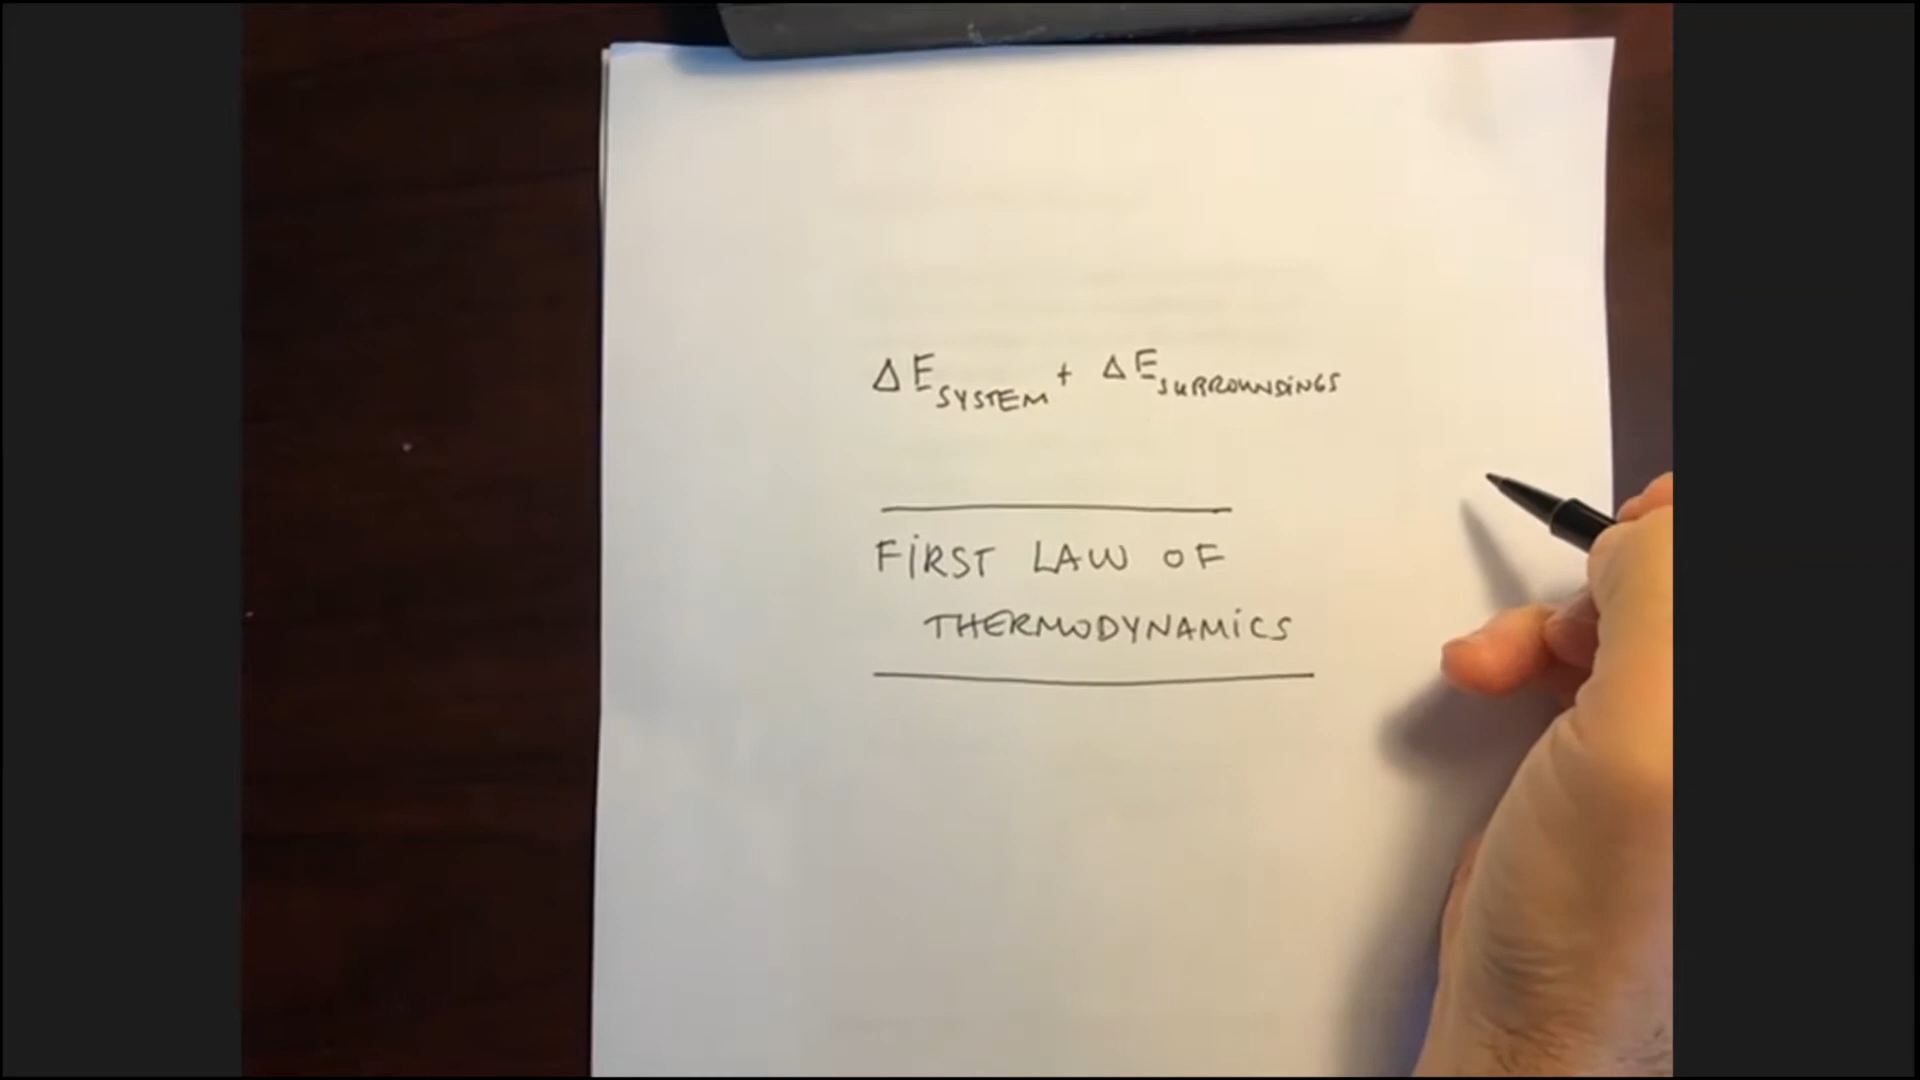 ΔE SYSTEM + ΔE SURROUNDINGS
FiRST LAW OF
THERMODYNAMiCS